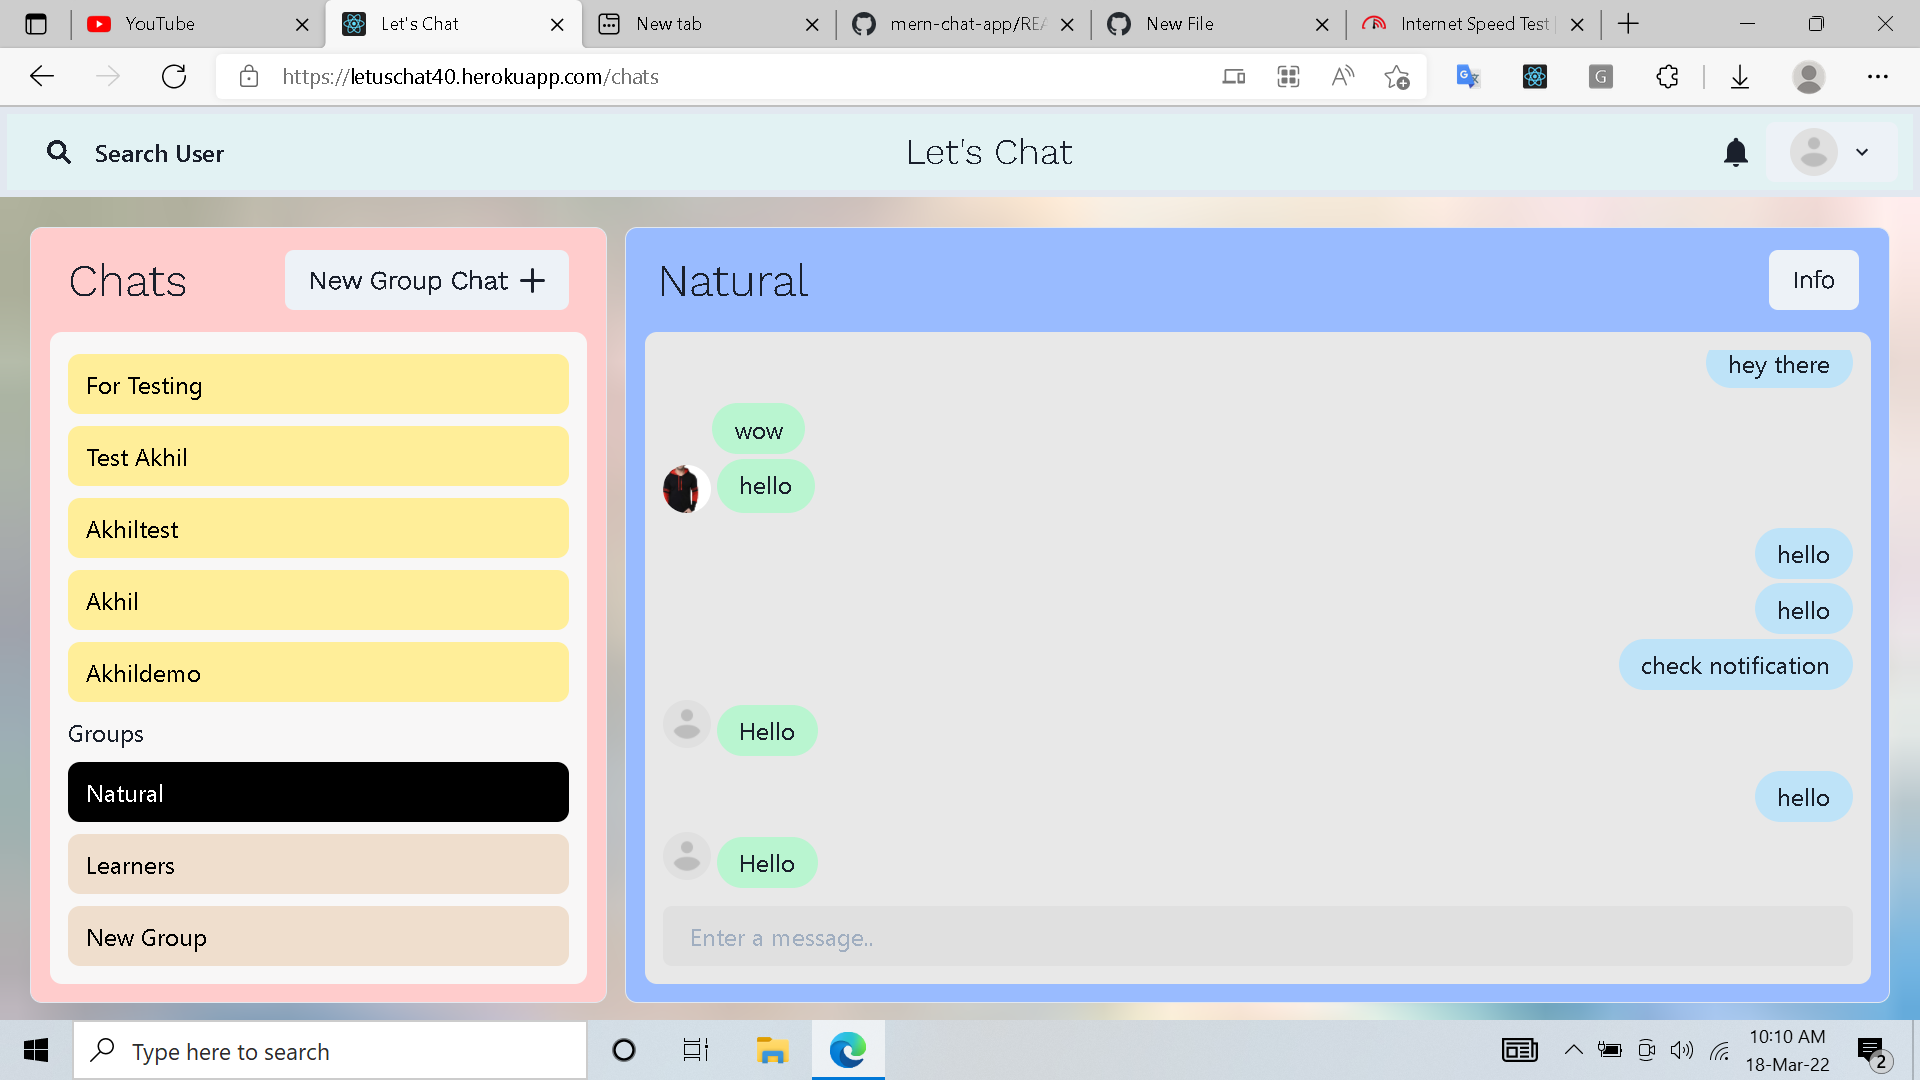 YouTube
Let's Chat
New tab
mern-chat-app/REA
New File
Internet Speed Test
https://letuschat40.herokuapp.com/chats
Search User
Let's Chat
Chats
New Group Chat
For Testing
Test Akhil
Akhiltest
Akhil
Akhildemo
Groups
Natural
Learners
New Group
Natural
Info
hey there
wow
hello
hello
hello
check notification
Hello
hello
Hello
Enter a message..
Type here to search
10:10 AM
18-Mar-22
2